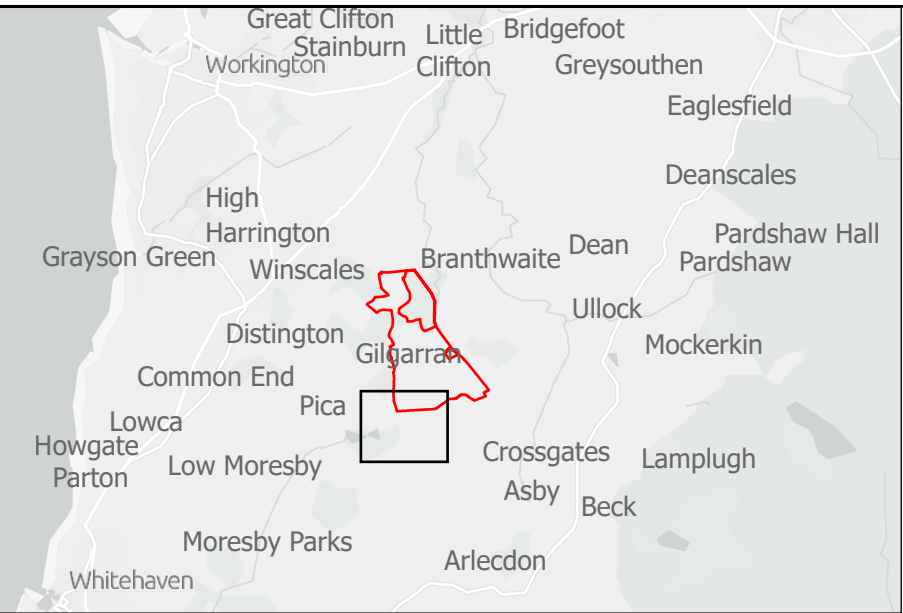 Great Clifton
Stainburn
Little
Clifton
Bridgefoot
Workington
Greysouthen
Eaglesfield
Deanscales
High
Harrington
Grayson Green
Winscales
Branthwaite
Dean
Pardshaw Hall
Pardshaw
Ullock
Distington
Gilgarran
Mockerkin
Common End
Pica
Lowca
Howgate
Parton
Low Moresby
Crossgates
Lamplugh
Asby
Beck
Moresby Parks
Arlecdon
Whitehaven